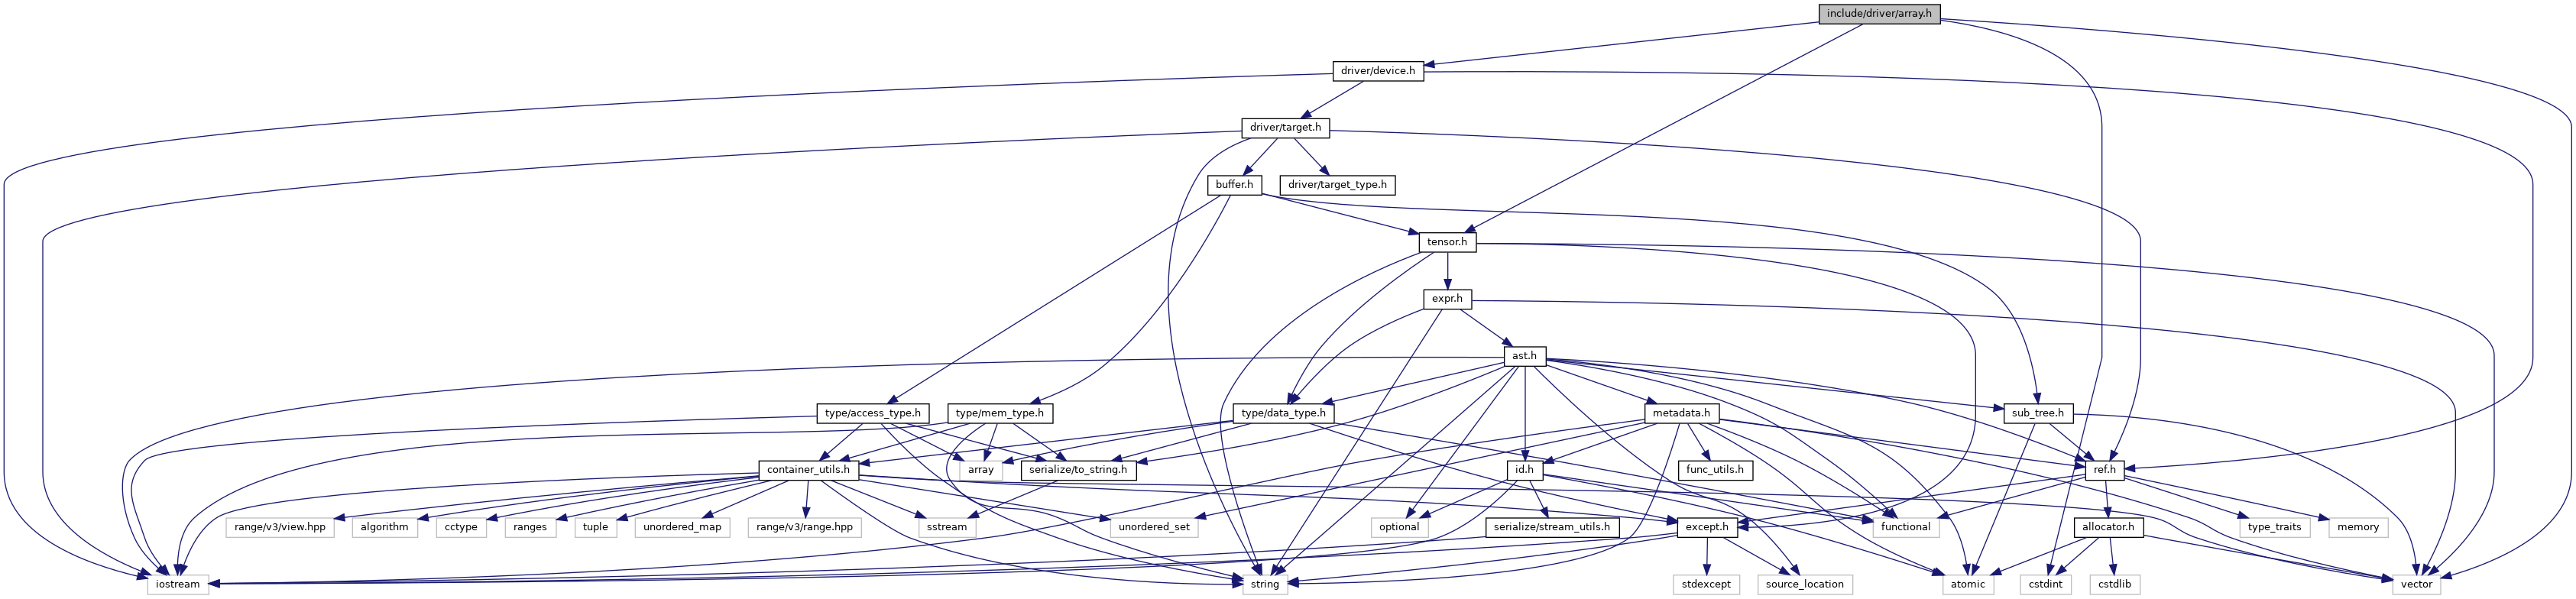 include/driver/array.h
driver/device.h
driver/target.h
buffer.h
driver/target_type.h
tensor.h
expr.h
ast.h
type/access_type.h
type/mem_type.h
type/data_type.h
metadata.h
sub_tree.h
container_utils.h
array
serialize/to_string.h
id.h
func_utils.h
ref.h
range/v3/view.hpp
algorithm
cctype
ranges
tuple
unordered_map
range/v3/range.hpp
sstream
unordered_set
optional
serialize/stream_utils.h
except.h
functional
allocator.h
type_traits
memory
iostream
string
stdexcept
source_location
atomic
cstdint
cstdlib
vector